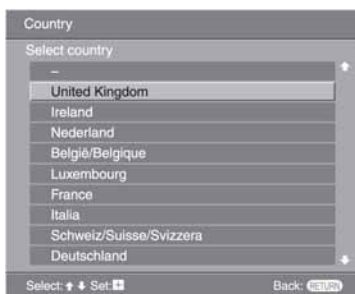 Country
Select country
–
United Kingdom
Ireland
Nederland
België/Belgique
Luxembourg
France
Italia
Schweiz/Suisse/Svizzera
Deutschland
Select: Set: Back: RETURN